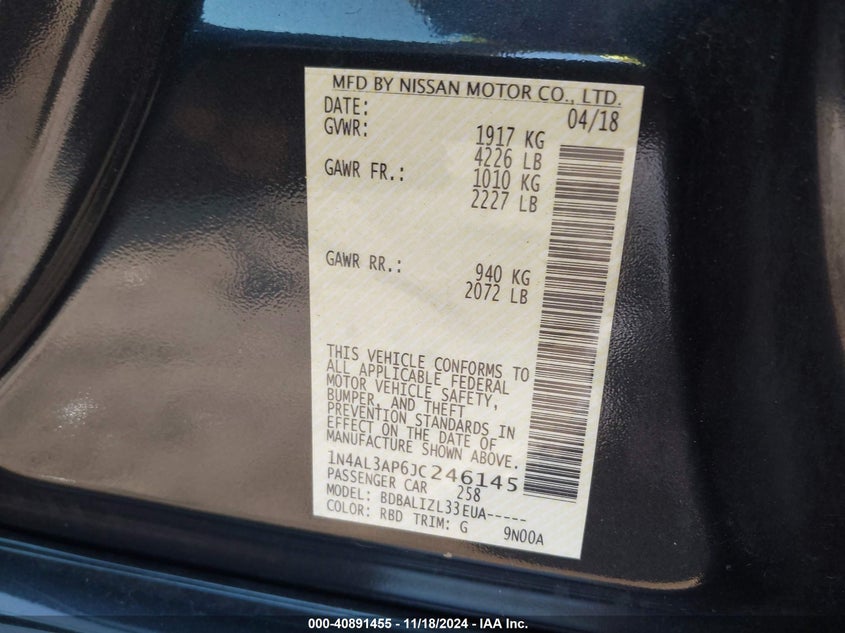 MFD BY NISSAN MOTOR CO., LTD.
DATE: 04/18
GVWR: 1917 KG
4226 LB
GAWR FR.: 1010 KG
2227 LB
GAWR RR.: 940 KG
2072 LB
THIS VEHICLE CONFORMS TO
ALL APPLICABLE FEDERAL
MOTOR VEHICLE SAFETY,
BUMPER, AND THEFT
PREVENTION STANDARDS IN
EFFECT ON THE DATE OF
MANUFACTURE SHOWN ABOVE.
1N4AL3AP6JC246145
PASSENGER CAR 258
MODEL: BDBALIZL33EUA-----
COLOR: RBD TRIM: G 9N00A
000-40891455 - 11/18/2024 - IAA Inc.